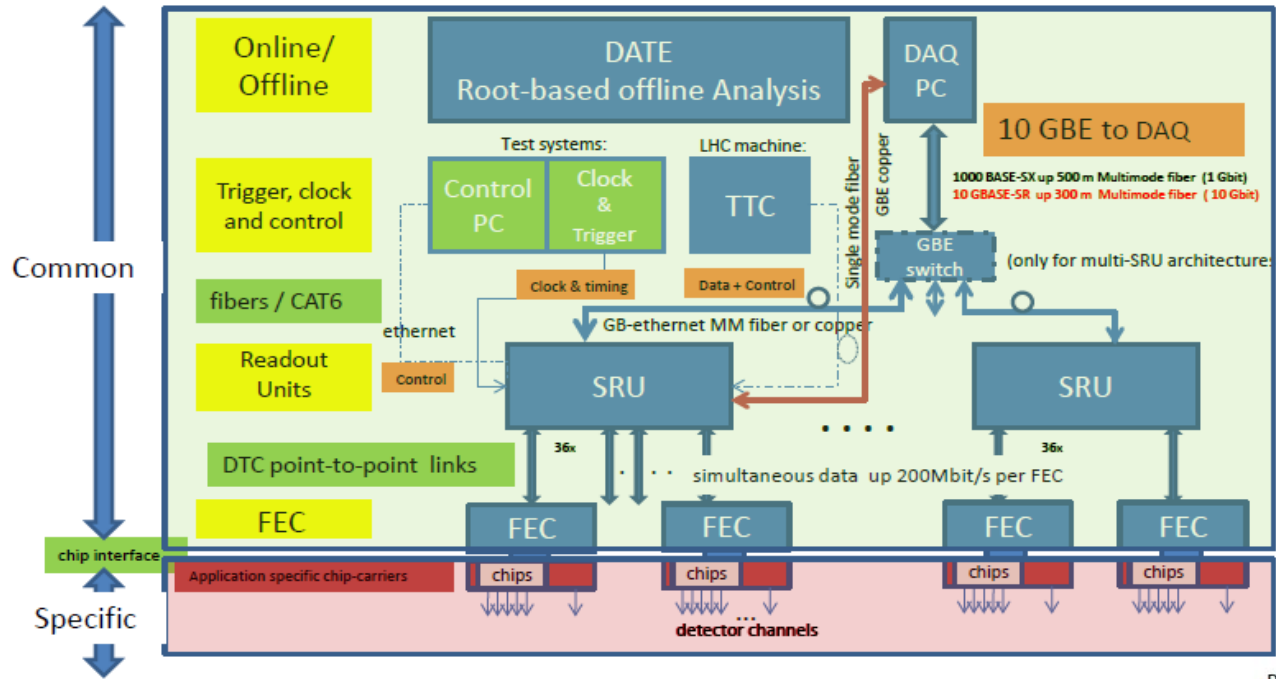 Online/
Offline
DATE
Root-based offline Analysis
DAQ
PC
10 GBE to DAQ
Test systems:
LHC machine:
Trigger, clock
and control
Control
PC
Clock
&
Trigger
TTC
Single mode fiber
GBE copper
1000 BASE-SX up 500 m Multimode fiber (1 Gbit)
10 GBASE-SR up 300 m Multimode fiber ( 10 Gbit)
GBE
switch
(only for multi-SRU architectures
Common
fibers / CAT6
Clock & timing
Data + Control
ethernet
GB-ethernet MM fiber or copper
Readout
Units
Control
SRU
SRU
. . . .
36x
36x
DTC point-to-point links
. . . .
simultaneous data up 200Mbit/s per FEC
FEC
FEC
FEC
FEC
FEC
chip interface
Application specific chip-carriers
chips
chips
chips
chips
Specific
...
detector channels